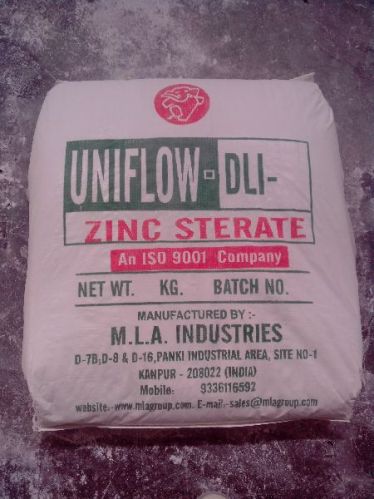 UNIFLOW-DLI-
ZINC STERATE
An ISO 9001 Company
NET WT. KG. BATCH NO.
MANUFACTURED BY :-
M.L.A. INDUSTRIES
D-7B,D-8 & D-16,PANKI INDUSTRIAL AREA, SITE NO-1
KANPUR - 208022 (INDIA)
Mobile- 9336116592
website.-www.mlagroup.com. E-mail.-sales@mlagroup.com